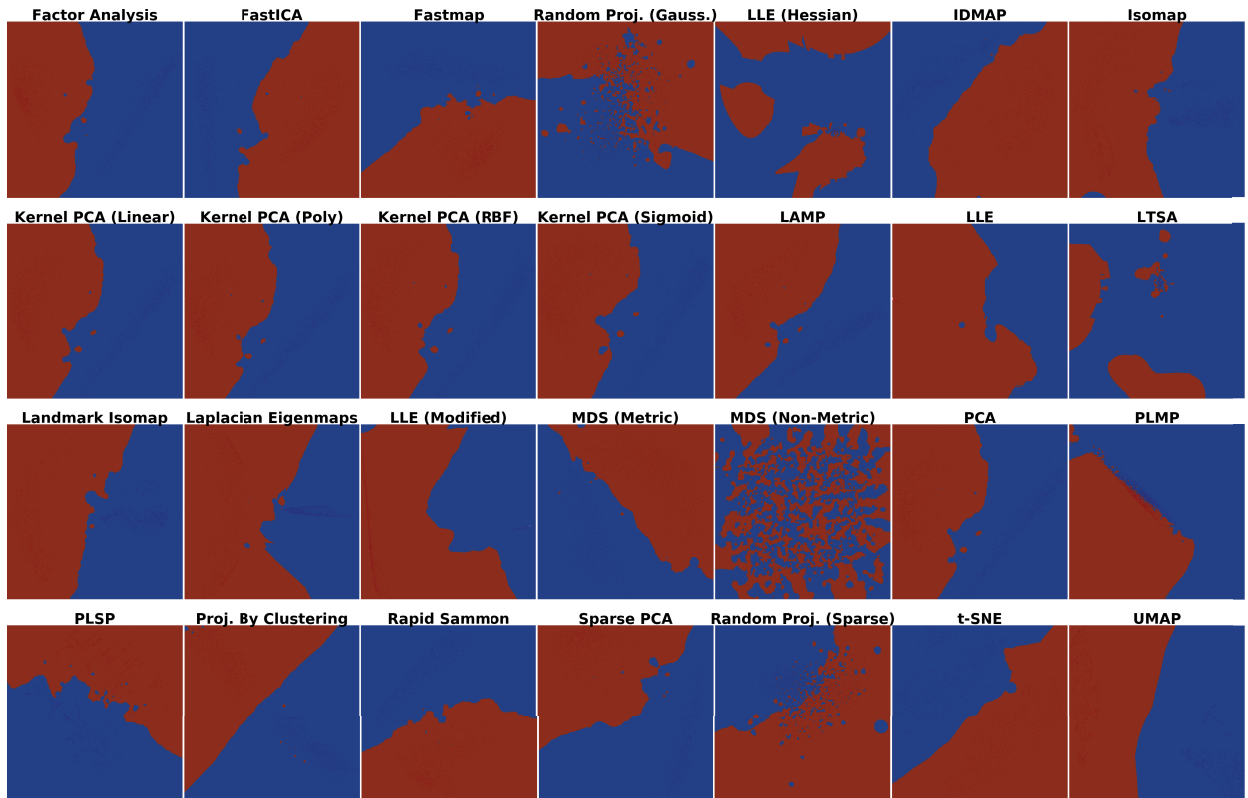 Factor Analysis FastICA Fastmap Random Proj. (Gauss.) LLE (Hessian) IDMAP Isomap
Kernel PCA (Linear) Kernel PCA (Poly) Kernel PCA (RBF) Kernel PCA (Sigmoid) LAMP LLE LTSA
Landmark Isomap Laplacian Eigenmaps LLE (Modified) MDS (Metric) MDS (Non-Metric) PCA PLMP
PLSP Proj. By Clustering Rapid Sammon Sparse PCA Random Proj. (Sparse) t-SNE UMAP